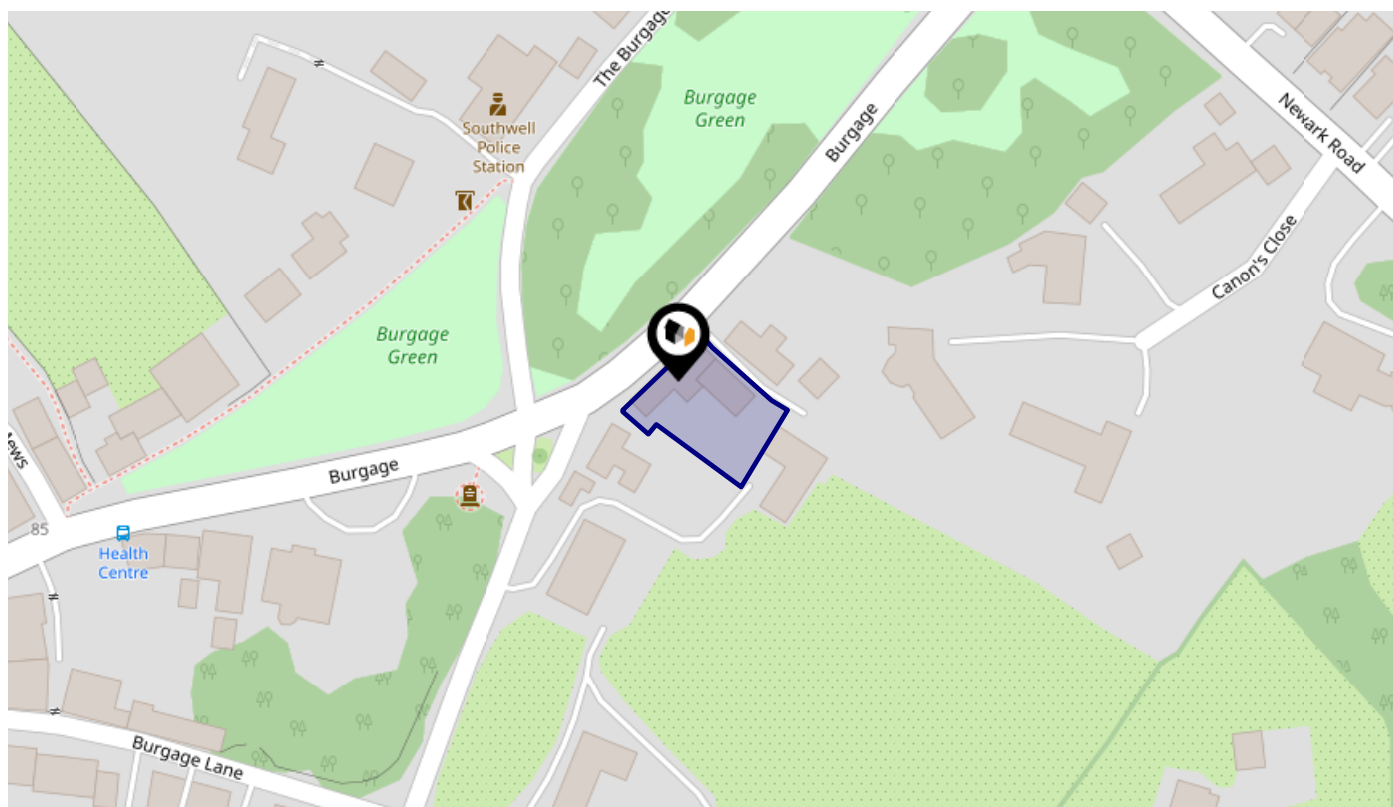 The Burgage
Burgage
Green
Southwell
Police
Station
Burgage
Newark Road
Canon's Close
Burgage
Green
Burgage
85
Health
Centre
Burgage Lane